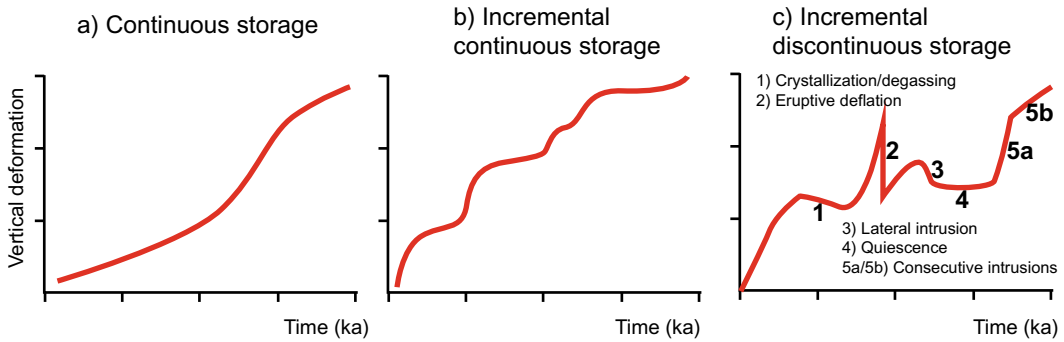 a) Continuous storage
b) Incremental
continuous storage
c) Incremental
discontinuous storage
Vertical deformation
1) Crystallization/degassing
2) Eruptive deflation
1
2
3
4
5a
5b
3) Lateral intrusion
4) Quiescence
5a/5b) Consecutive intrusions
Time (ka)
Time (ka)
Time (ka)